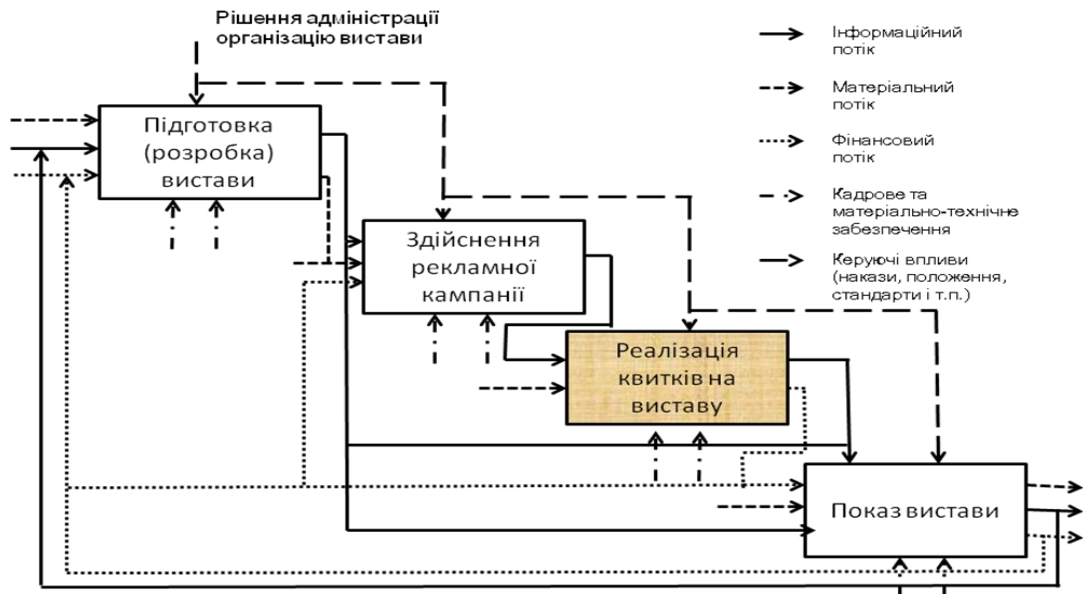 Рішення адміністрації
організацію вистави
Підготовка
(розробка)
вистави
Здійснення
рекламної
кампанії
Реалізація
квитків на
виставу
Показ вистави
Інформаційний
потік
Матеріальний
потік
Фінансовий
потік
Кадрове та
матеріально-технічне
забезпечення
Керуючі впливи
(накази, положення,
стандарти і т.п.)